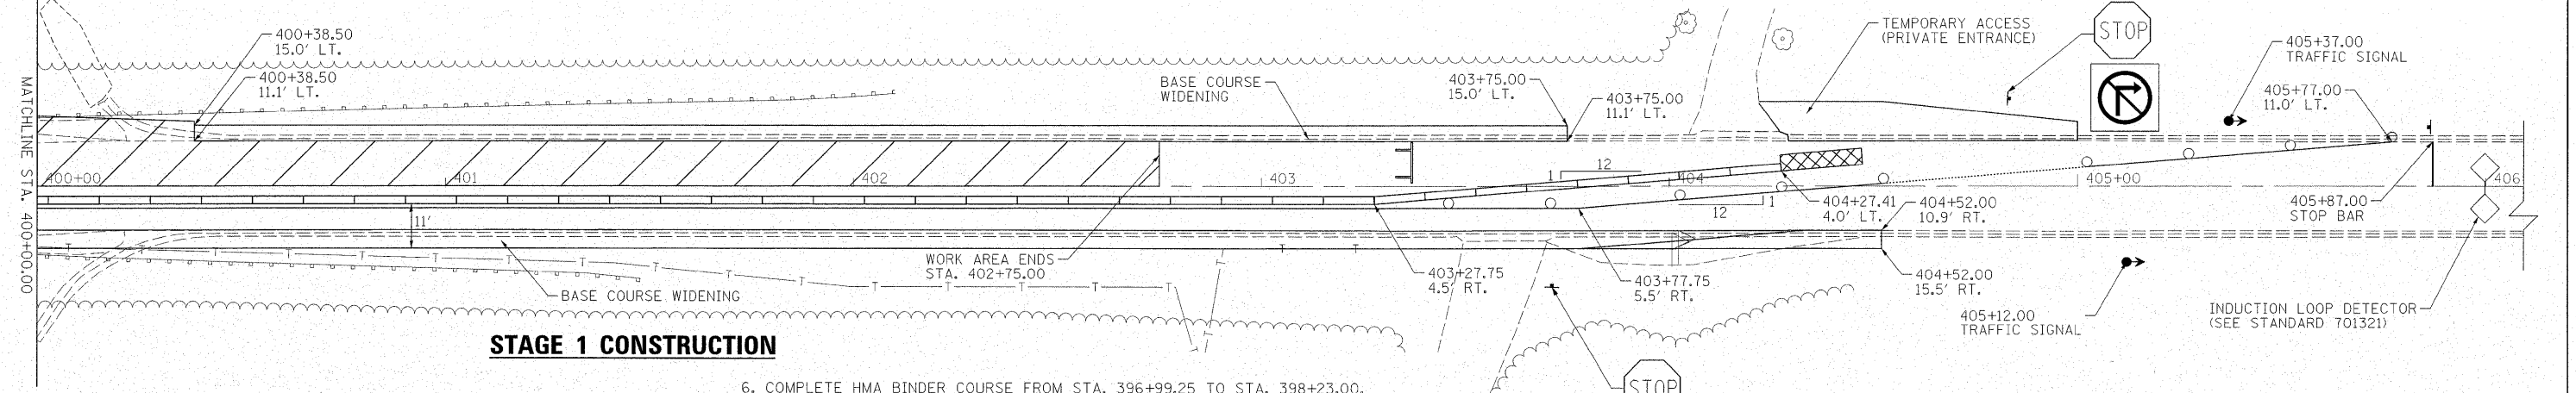 400+38.50
15.0' LT.
400+38.50
11.1' LT.
BASE COURSE
WIDENING
403+75.00
15.0' LT.
403+75.00
11.1' LT.
TEMPORARY ACCESS
(PRIVATE ENTRANCE)
STOP
405+37.00
TRAFFIC SIGNAL
405+77.00
11.0' LT.
MATCHLINE STA. 400+00.00
400+00
401
402
403
12
1
404
405+00
406
11'
12
1
404+27.41
4.0' LT.
404+52.00
10.9' RT.
405+87.00
STOP BAR
WORK AREA ENDS
STA. 402+75.00
BASE COURSE WIDENING
403+27.75
4.5' RT.
403+77.75
5.5' RT.
404+52.00
15.5' RT.
405+12.00
TRAFFIC SIGNAL
INDUCTION LOOP DETECTOR
(SEE STANDARD 701321)
T T T T T T T T T T T T T T T T T T
STAGE 1 CONSTRUCTION
STOP
6. COMPLETE HMA BINDER COURSE FROM STA. 396+99.25 TO STA. 398+23.00.